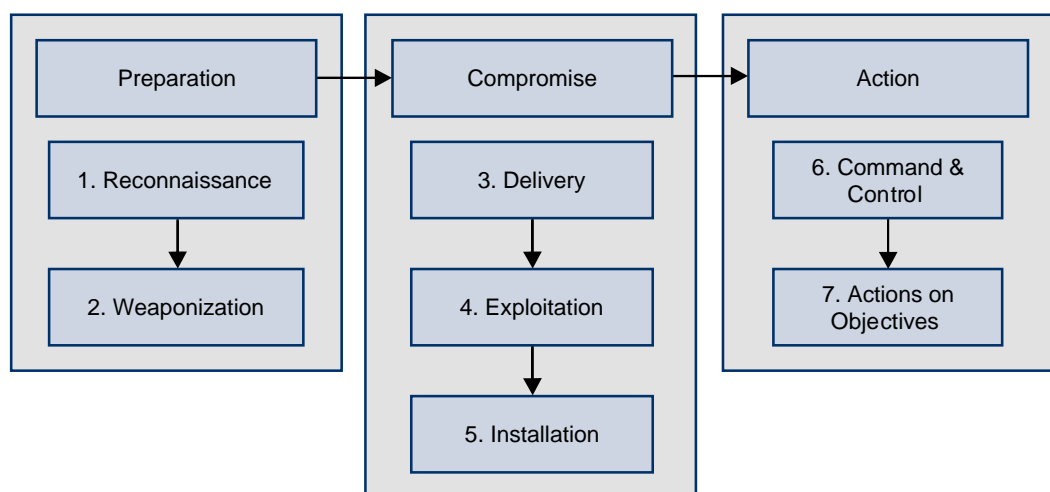 Preparation
1. Reconnaissance
2. Weaponization
Compromise
3. Delivery
4. Exploitation
5. Installation
Action
6. Command &
Control
7. Actions on
Objectives